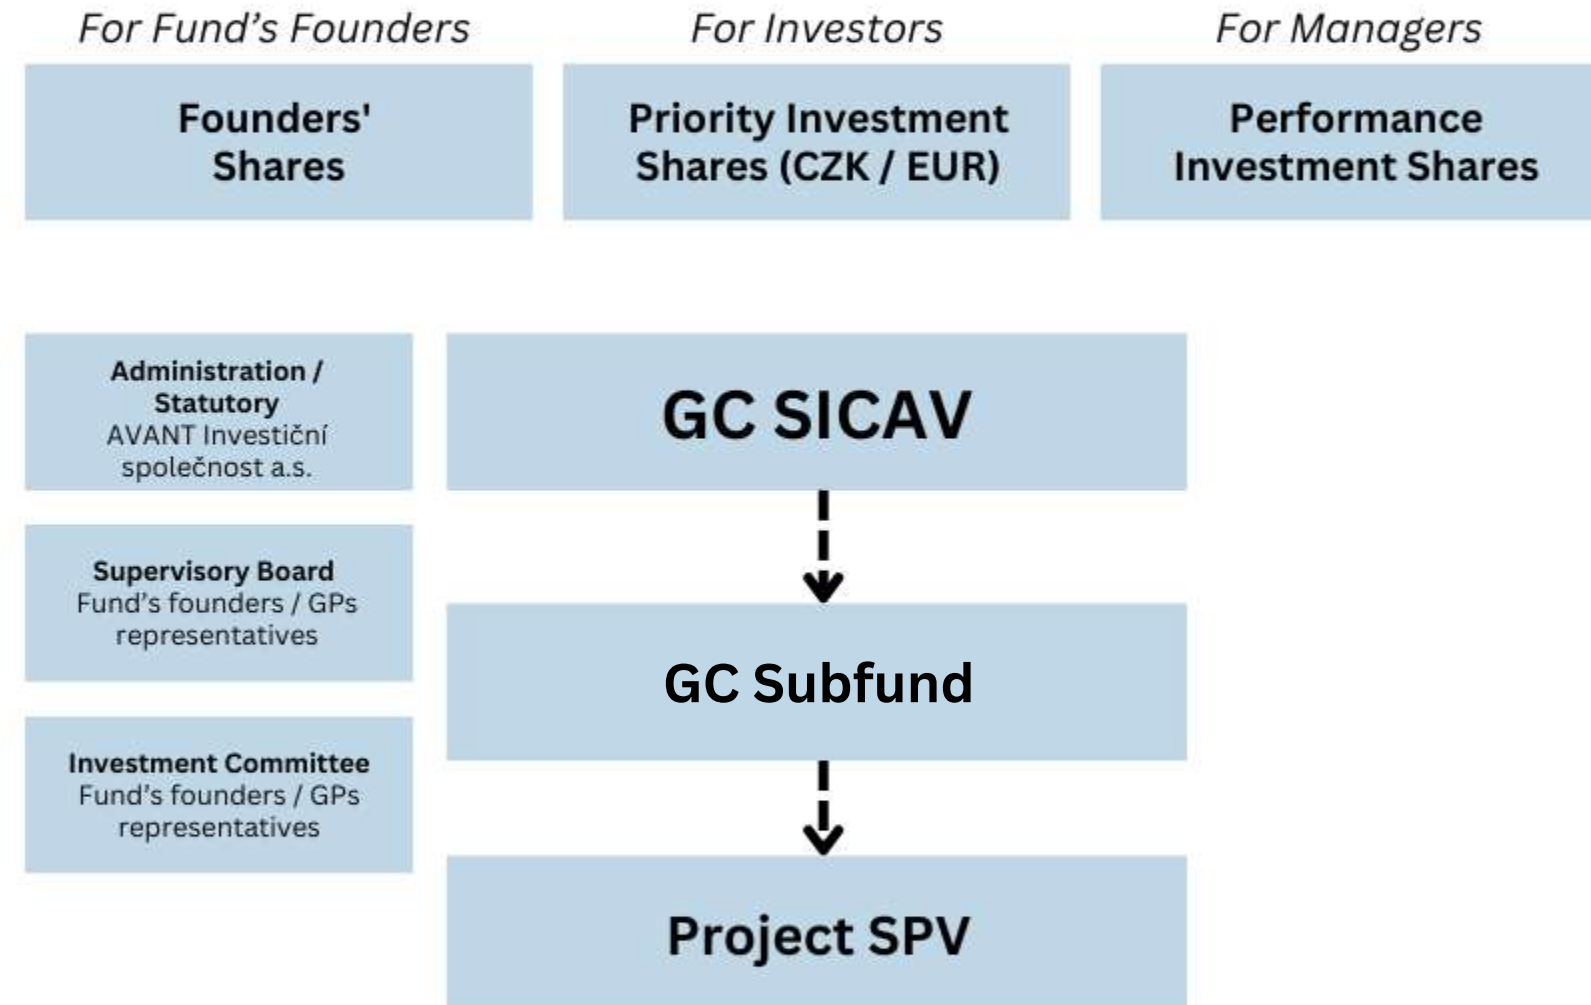 For Fund’s Founders
For Investors
For Managers
Founders'
Shares
Priority Investment
Shares (CZK / EUR)
Performance
Investment Shares
Administration /
Statutory
AVANT Investiční
společnost a.s.
GC SICAV
Supervisory Board
Fund’s founders / GPs
representatives
GC Subfund
Investment Committee
Fund’s founders / GPs
representatives
Project SPV